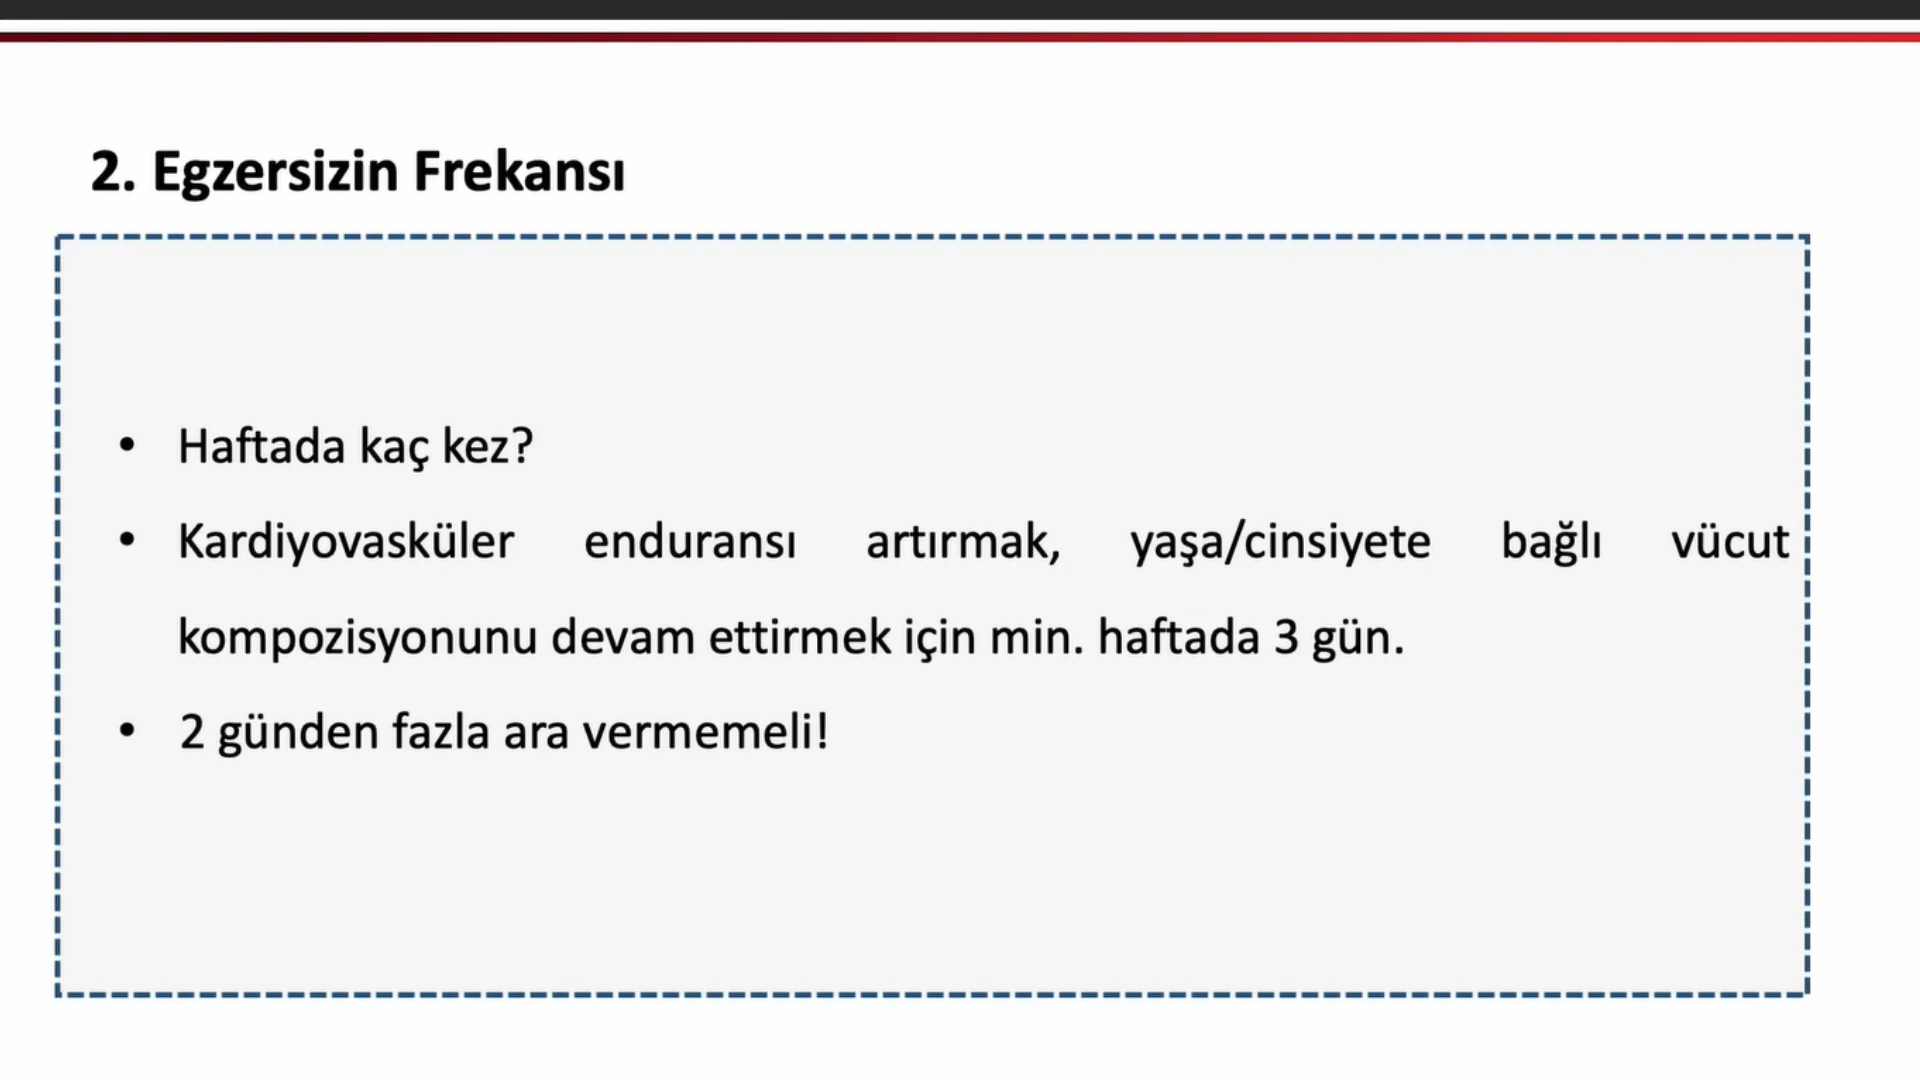 2. Egzersizin Frekansı
• Haftada kaç kez?
• Kardiyovasküler enduransı artırmak, yaşa/cinsiyete bağlı vücut
kompozisyonunu devam ettirmek için min. haftada 3 gün.
• 2 günden fazla ara vermemeli!